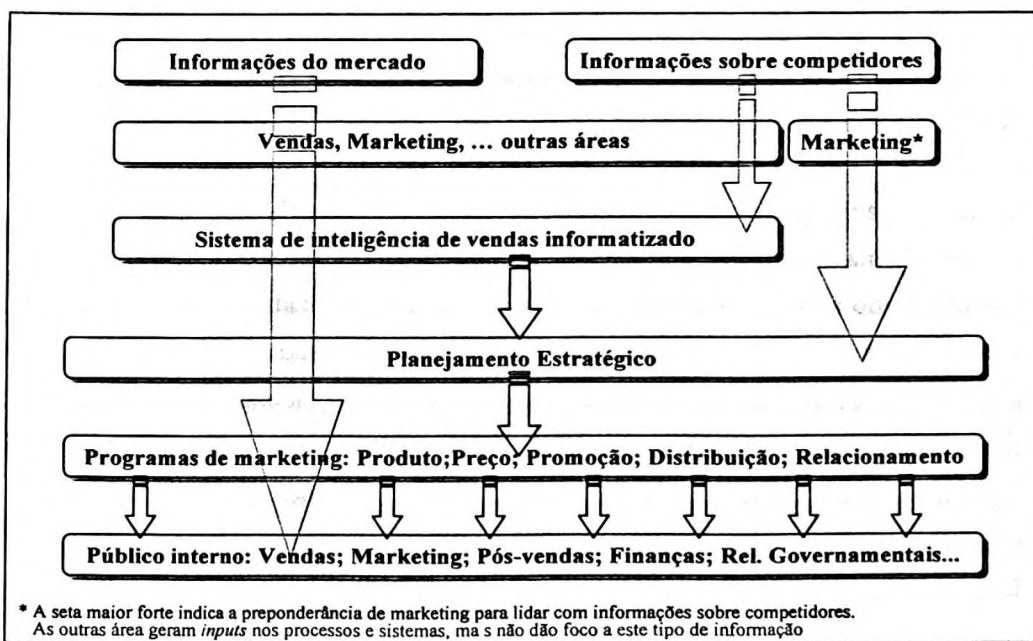 Informações do mercado
Informações sobre competidores
Vendas, Marketing, ... outras áreas
Marketing*
Sistema de inteligência de vendas informatizado
Planejamento Estratégico
Programas de marketing: Produto;Preço; Promoção; Distribuição; Relacionamento
Público interno: Vendas; Marketing; Pós-vendas; Finanças; Rel. Governamentais...
* A seta maior forte indica a preponderância de marketing para lidar com informações sobre competidores.
As outras área geram inputs nos processos e sistemas, ma s não dão foco a este tipo de informação